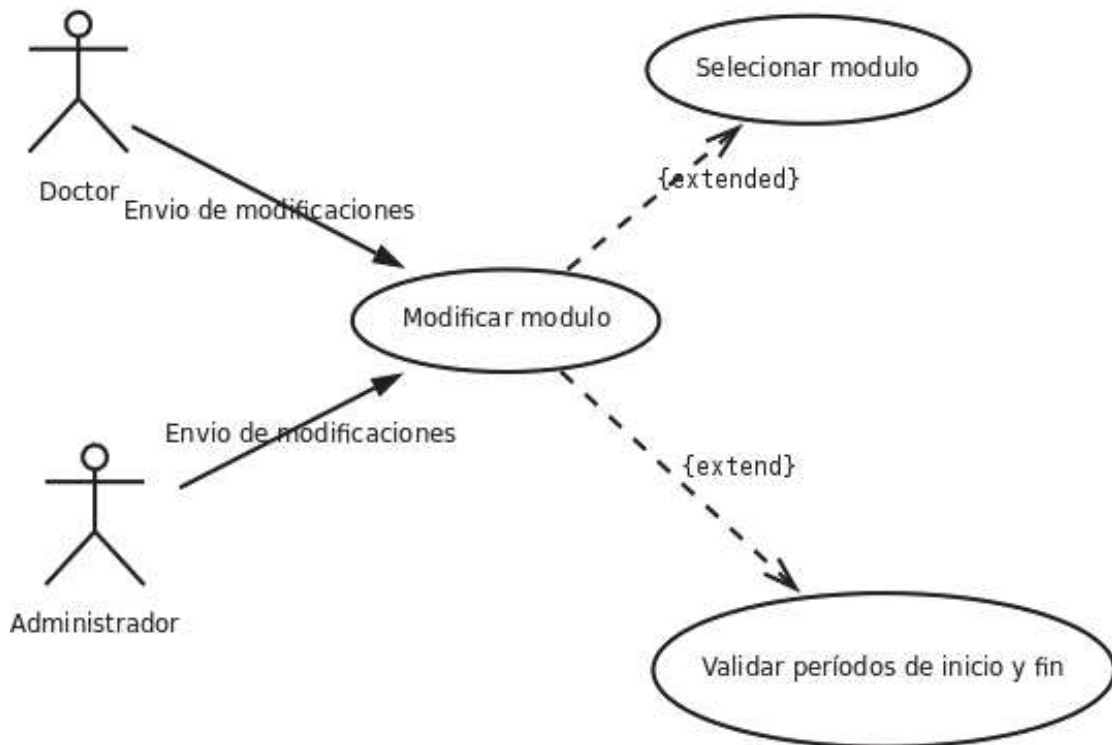 Selecionar modulo
{extended}
Doctor
Envio de modificaciones
Modificar modulo
Envio de modificaciones
{extend}
Administrador
Validar períodos de inicio y fin